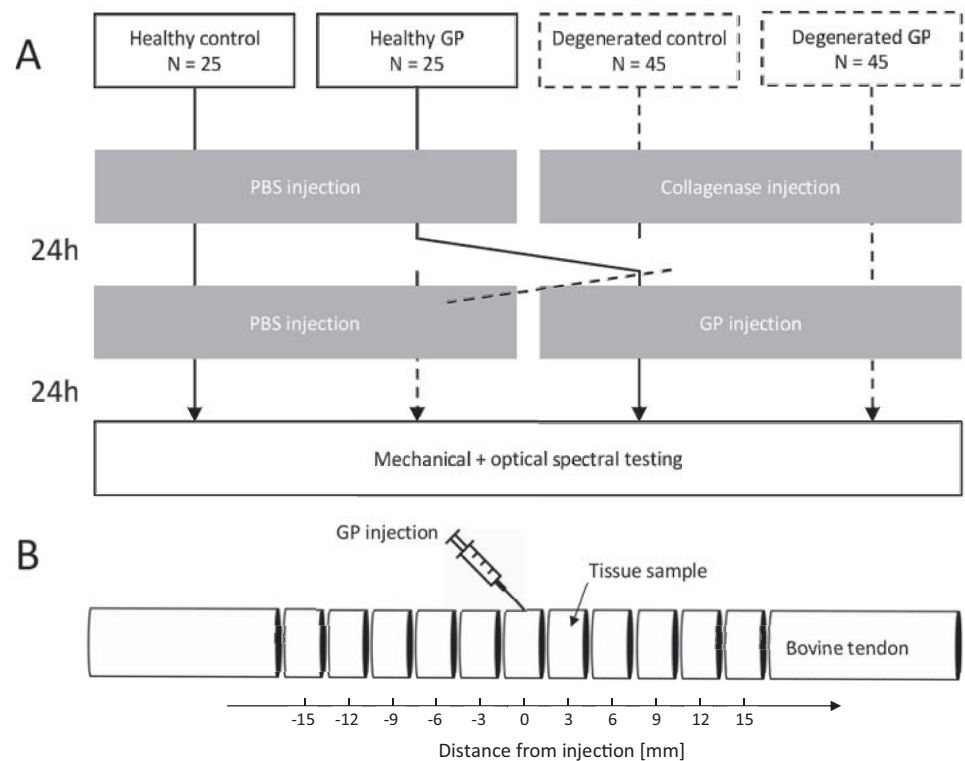 A
Healthy control
N = 25
Healthy GP
N = 25
Degenerated control
N = 45
Degenerated GP
N = 45
PBS injection
Collagenase injection
24h
PBS injection
GP injection
24h
Mechanical + optical spectral testing
B
GP injection
Tissue sample
Bovine tendon
-15 -12 -9 -6 -3 0 3 6 9 12 15
Distance from injection [mm]